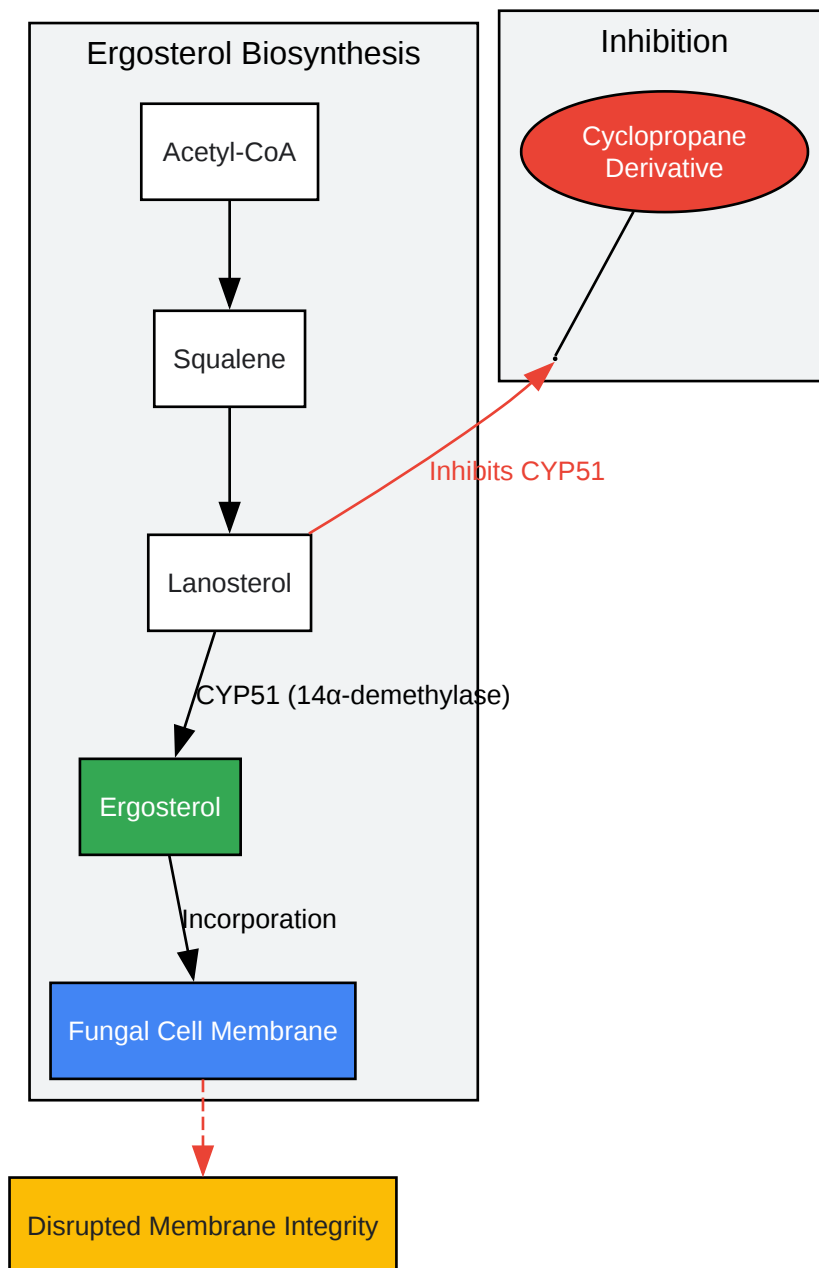 Ergosterol Biosynthesis
Acetyl-CoA
Squalene
Lanosterol
CYP51 (14α-demethylase)
Ergosterol
Incorporation
Fungal Cell Membrane
Disrupted Membrane Integrity
Inhibition
Cyclopropane
Derivative
Inhibits CYP51